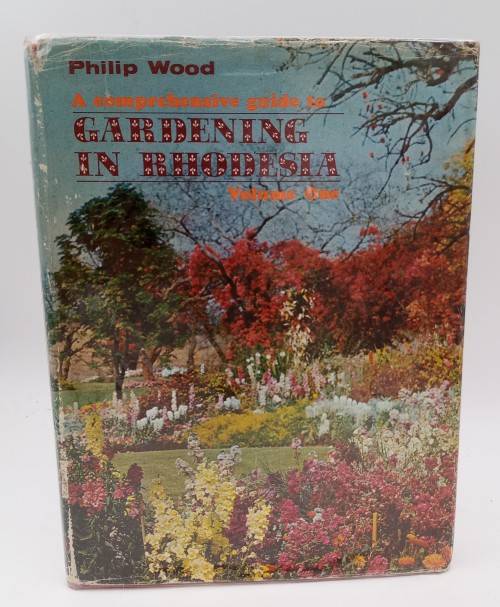 Philip Wood
A comprehensive guide to
GARDENING
IN RHODESIA
Volume One